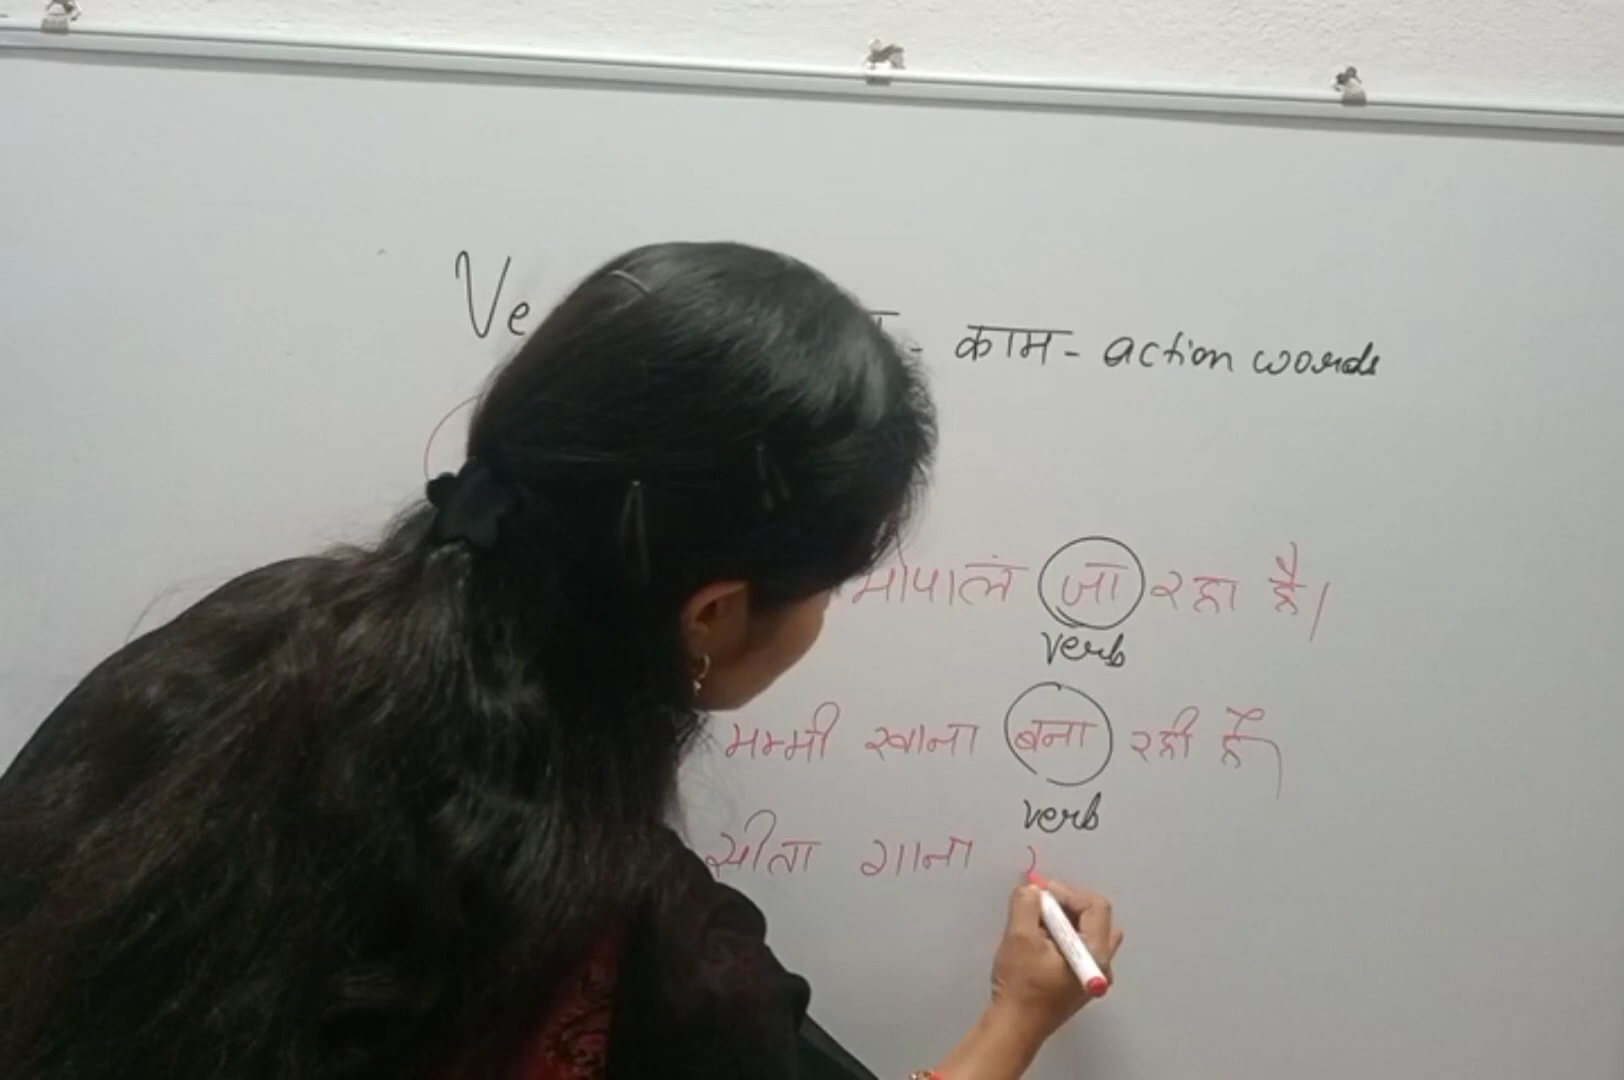 Ve - काम - action words
भोपाल जा रहा है।
verb
मम्मी खाना बना रही है।
verb
सीता गाना